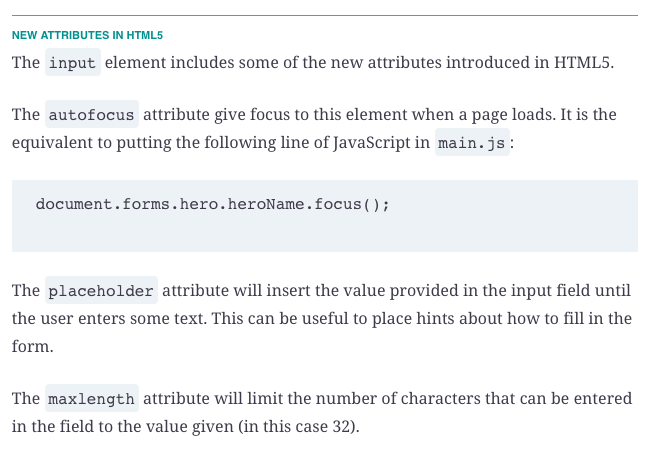 NEW ATTRIBUTES IN HTML5
The input element includes some of the new attributes introduced in HTML5.
The autofocus attribute give focus to this element when a page loads. It is the
equivalent to putting the following line of JavaScript in main.js:
document.forms.hero.heroName.focus();
The placeholder attribute will insert the value provided in the input field until
the user enters some text. This can be useful to place hints about how to fill in the
form.
The maxlength attribute will limit the number of characters that can be entered
in the field to the value given (in this case 32).